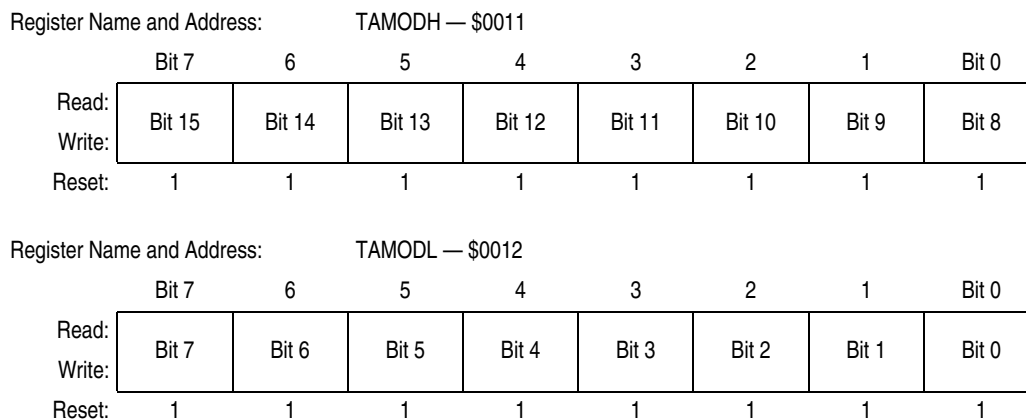 Register Name and Address: TAMODH — $0011
Bit 7 6 5 4 3 2 1 Bit 0
Read:
Bit 15 Bit 14 Bit 13 Bit 12 Bit 11 Bit 10 Bit 9 Bit 8
Write:
Reset: 1 1 1 1 1 1 1 1
Register Name and Address: TAMODL — $0012
Bit 7 6 5 4 3 2 1 Bit 0
Read:
Bit 7 Bit 6 Bit 5 Bit 4 Bit 3 Bit 2 Bit 1 Bit 0
Write:
Reset: 1 1 1 1 1 1 1 1